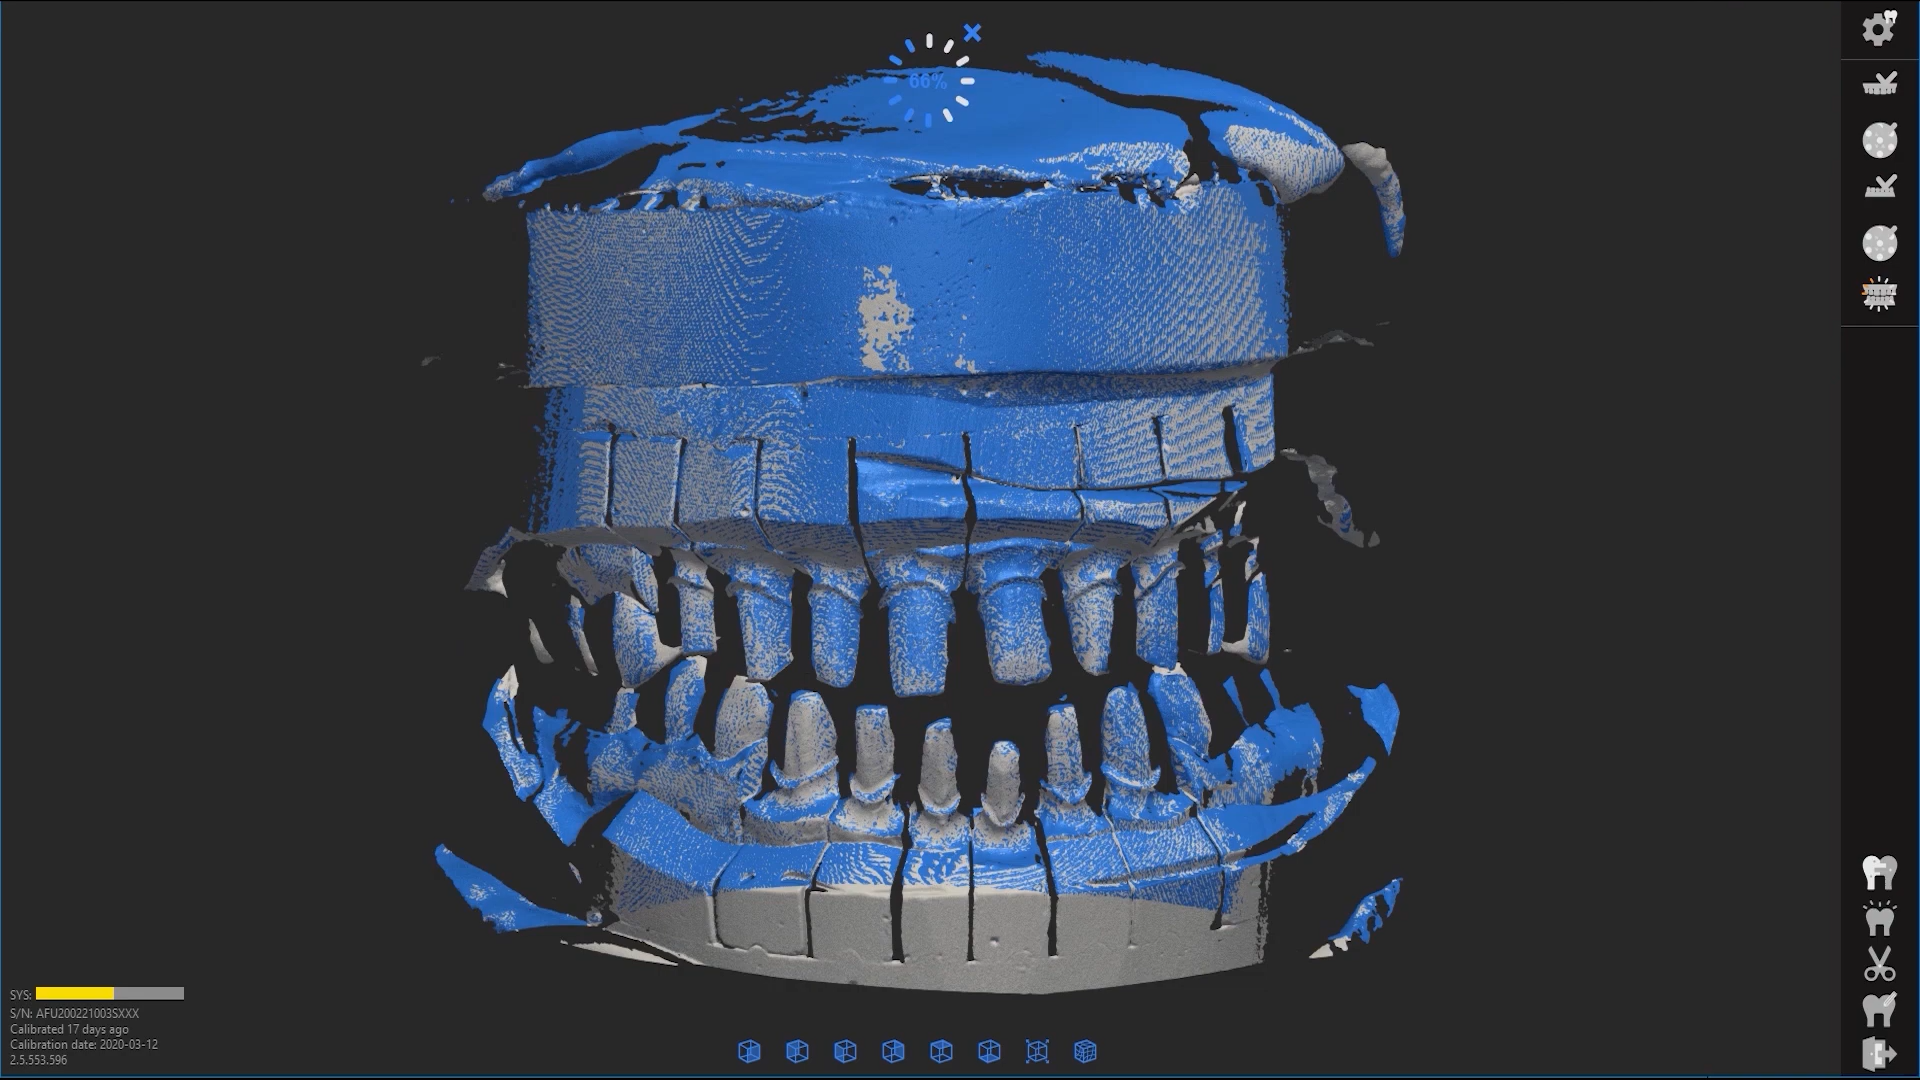 66%
SYS:
S/N: AFU200221003SXXX
Calibrated 17 days ago
Calibration date: 2020-03-12
2.5.553.596